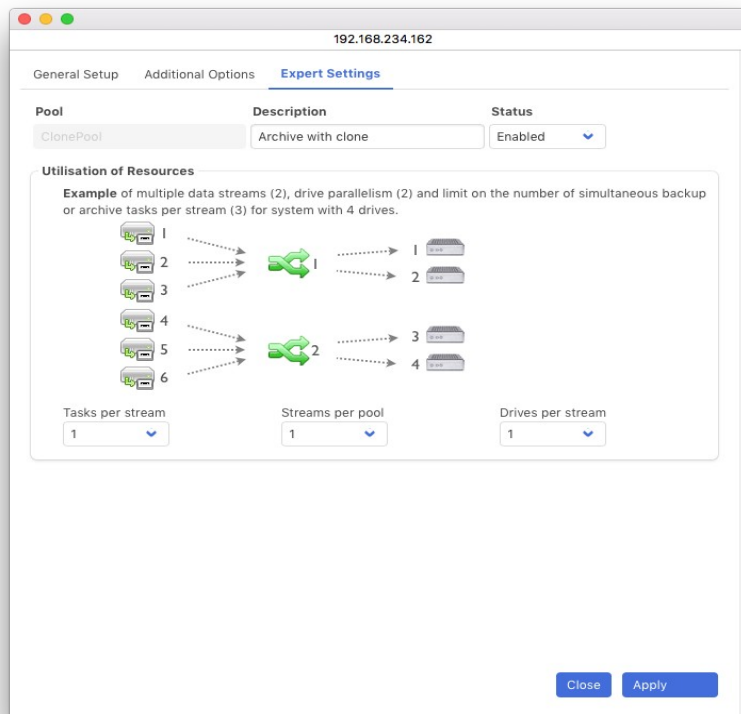 192.168.234.162
General Setup Additional Options Expert Settings
Pool Description Status
ClonePool Archive with clone Enabled
Utilisation of Resources
Example of multiple data streams (2), drive parallelism (2) and limit on the number of simultaneous backup
or archive tasks per stream (3) for system with 4 drives.
1
2
3
1
1
2
4
5
6
2
3
4
Tasks per stream Streams per pool Drives per stream
1 1 1
Close Apply